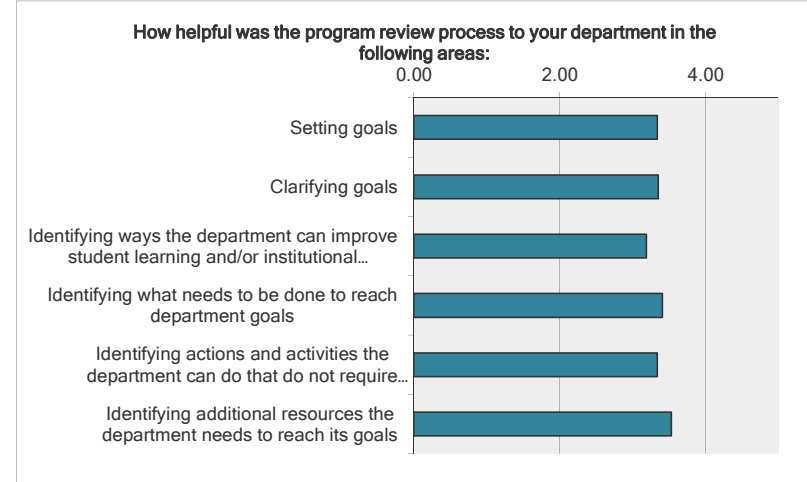 How helpful was the program review process to your department in the
following areas:
0.00 2.00 4.00
Setting goals
Clarifying goals
Identifying ways the department can improve
student learning and/or institutional...
Identifying what needs to be done to reach
department goals
Identifying actions and activities the
department can do that do not require...
Identifying additional resources the
department needs to reach its goals